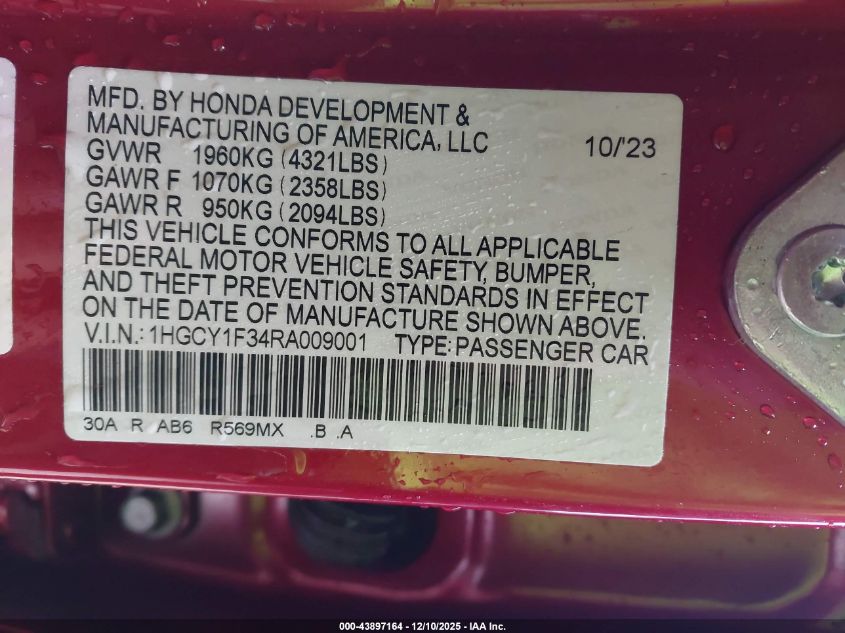 MFD. BY HONDA DEVELOPMENT &
MANUFACTURING OF AMERICA, LLC 10/'23
GVWR 1960KG (4321LBS)
GAWR F 1070KG (2358LBS)
GAWR R 950KG (2094LBS)
THIS VEHICLE CONFORMS TO ALL APPLICABLE
FEDERAL MOTOR VEHICLE SAFETY, BUMPER,
AND THEFT PREVENTION STANDARDS IN EFFECT
ON THE DATE OF MANUFACTURE SHOWN ABOVE.
V.I.N.: 1HGCY1F34RA009001 TYPE: PASSENGER CAR
30A R AB6 R569MX .B .A
000-43897164 - 12/10/2025 - IAA Inc.